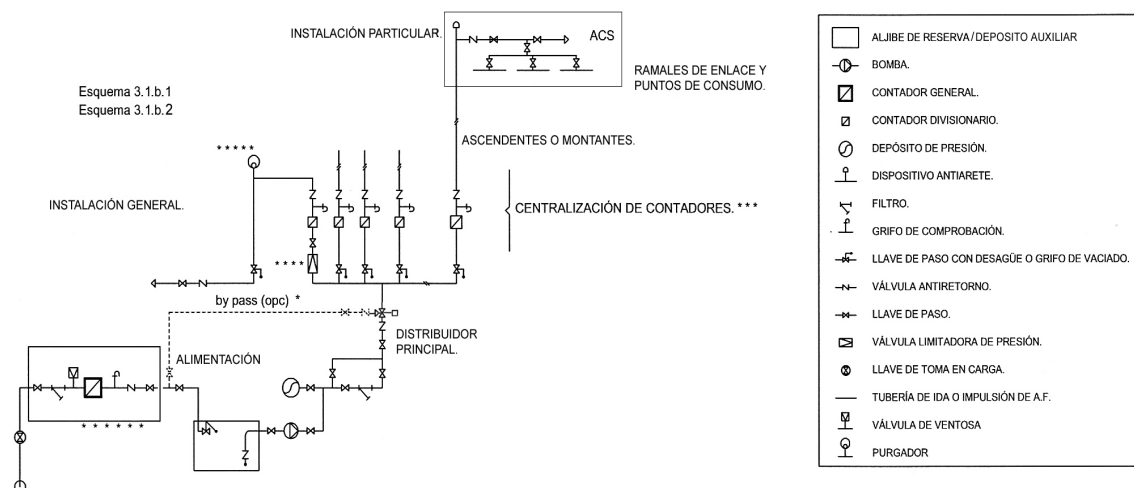 INSTALACIÓN PARTICULAR.
ACS
RAMALES DE ENLACE Y
PUNTOS DE CONSUMO.
Esquema 3.1.b.1
Esquema 3.1.b.2
ASCENDENTES O MONTANTES.
* * * * *
INSTALACIÓN GENERAL.
CENTRALIZACIÓN DE CONTADORES. * * *
* * * *
by pass (opc) *
DISTRIBUIDOR
PRINCIPAL.
ALIMENTACIÓN
* * * * * *
ALJIBE DE RESERVA/DEPOSITO AUXILIAR
BOMBA.
CONTADOR GENERAL.
CONTADOR DIVISIONARIO.
DEPÓSITO DE PRESIÓN.
DISPOSITIVO ANTIARETE.
FILTRO.
GRIFO DE COMPROBACIÓN.
LLAVE DE PASO CON DESAGÜE O GRIFO DE VACIADO.
VÁLVULA ANTIRETORNO.
LLAVE DE PASO.
VÁLVULA LIMITADORA DE PRESIÓN.
LLAVE DE TOMA EN CARGA.
TUBERÍA DE IDA O IMPULSIÓN DE A.F.
VÁLVULA DE VENTOSA
PURGADOR